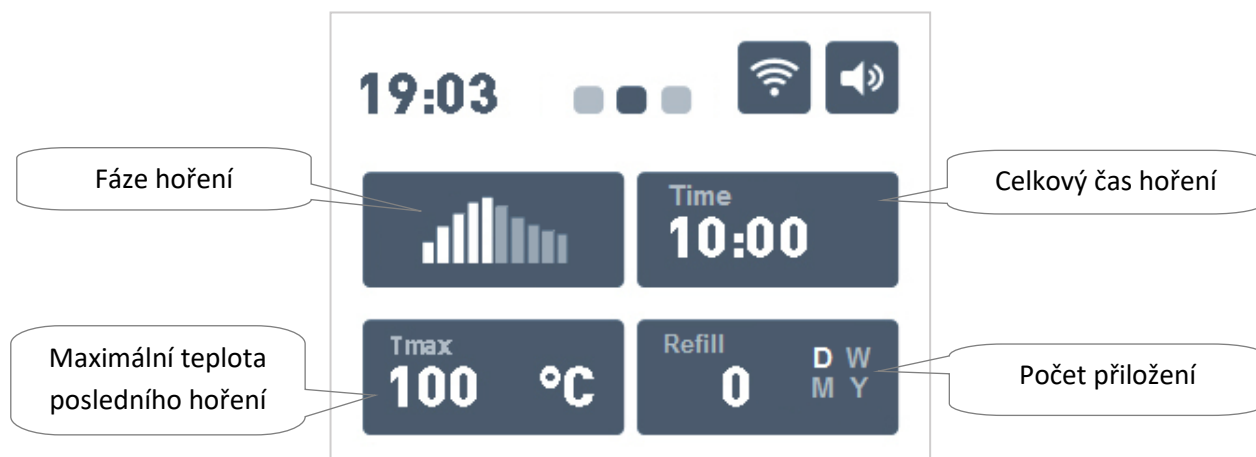 19:03
Fáze hoření
Time
10:00
Celkový čas hoření
Maximální teplota
posledního hoření
Tmax
100 °C
Refill
0
D W
M Y
Počet přiložení